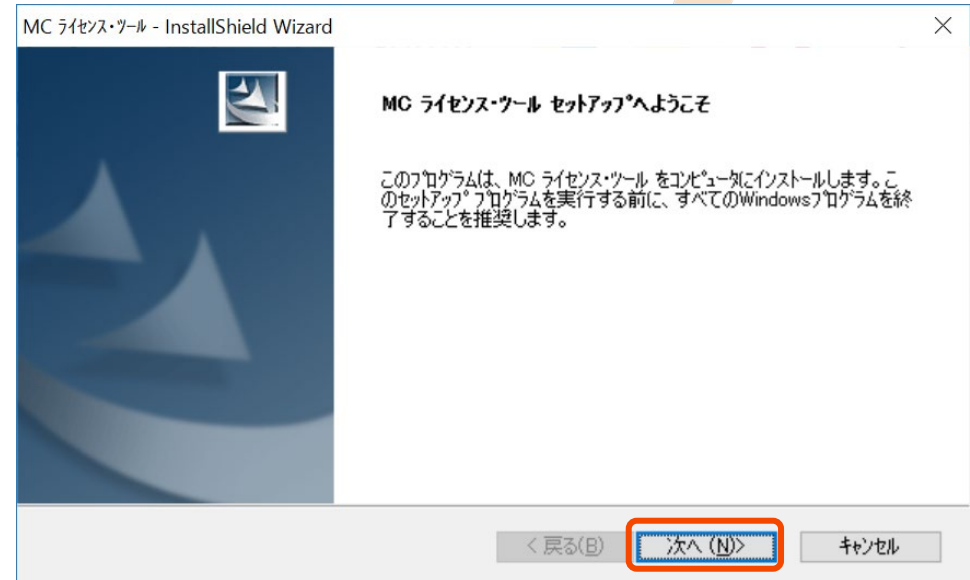 MC ﾗｲｾﾝｽ・ﾂｰﾙ - InstallShield Wizard
MC ライセンス・ツール セットアップへようこそ
このプログラムは、MC ライセンス・ツール をコンピュータにインストールします。こ
のセットアップ プログラムを実行する前に、すべてのWindowsプログラムを終
了することを推奨します。
< 戻る(B)
次へ (N)>
キャンセル